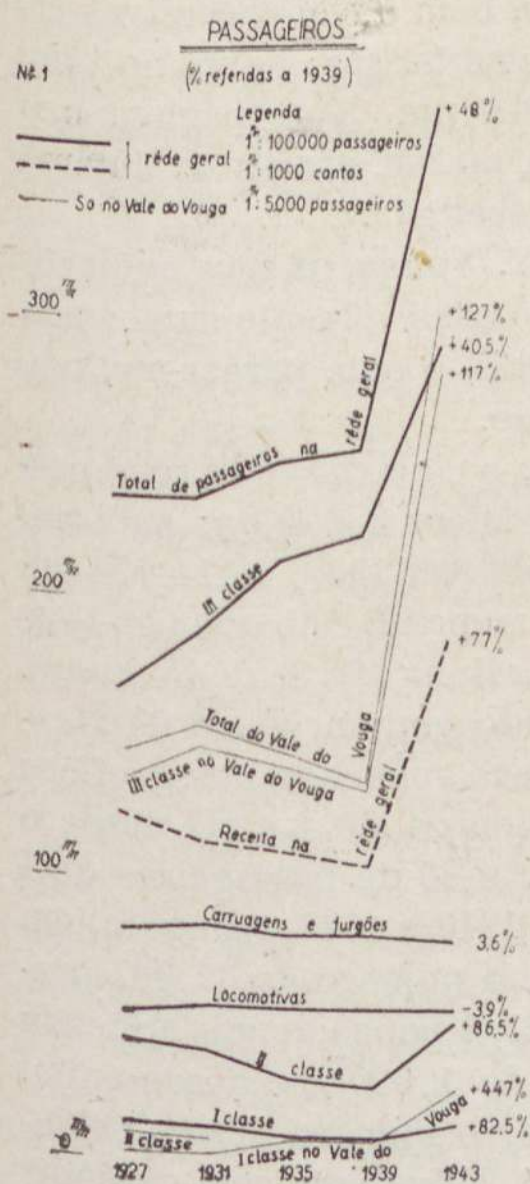 PASSAGEIROS
Nº 1
(% referidas a 1939)
Legenda
1%: 100.000 passageiros
rêde geral
1%: 1000 contos
Só no Vale do Vouga 1%: 5.000 passageiros
+ 48%
300 m/m
+ 127%
+ 405%
+ 117%
Total de passageiros na rêde geral
200 m/m
III classe
+ 77%
Total do Vale do Vouga
III classe no Vale do Vouga
100 m/m
Receita na rêde geral
Carruagens e furgões
3,6%
Locomotivas
-3,9%
+86,5%
II classe
+447%
Vouga
I classe
+82.5%
0 m/m
II classe
I classe no Vale do
1927 1931 1935 1939 1943